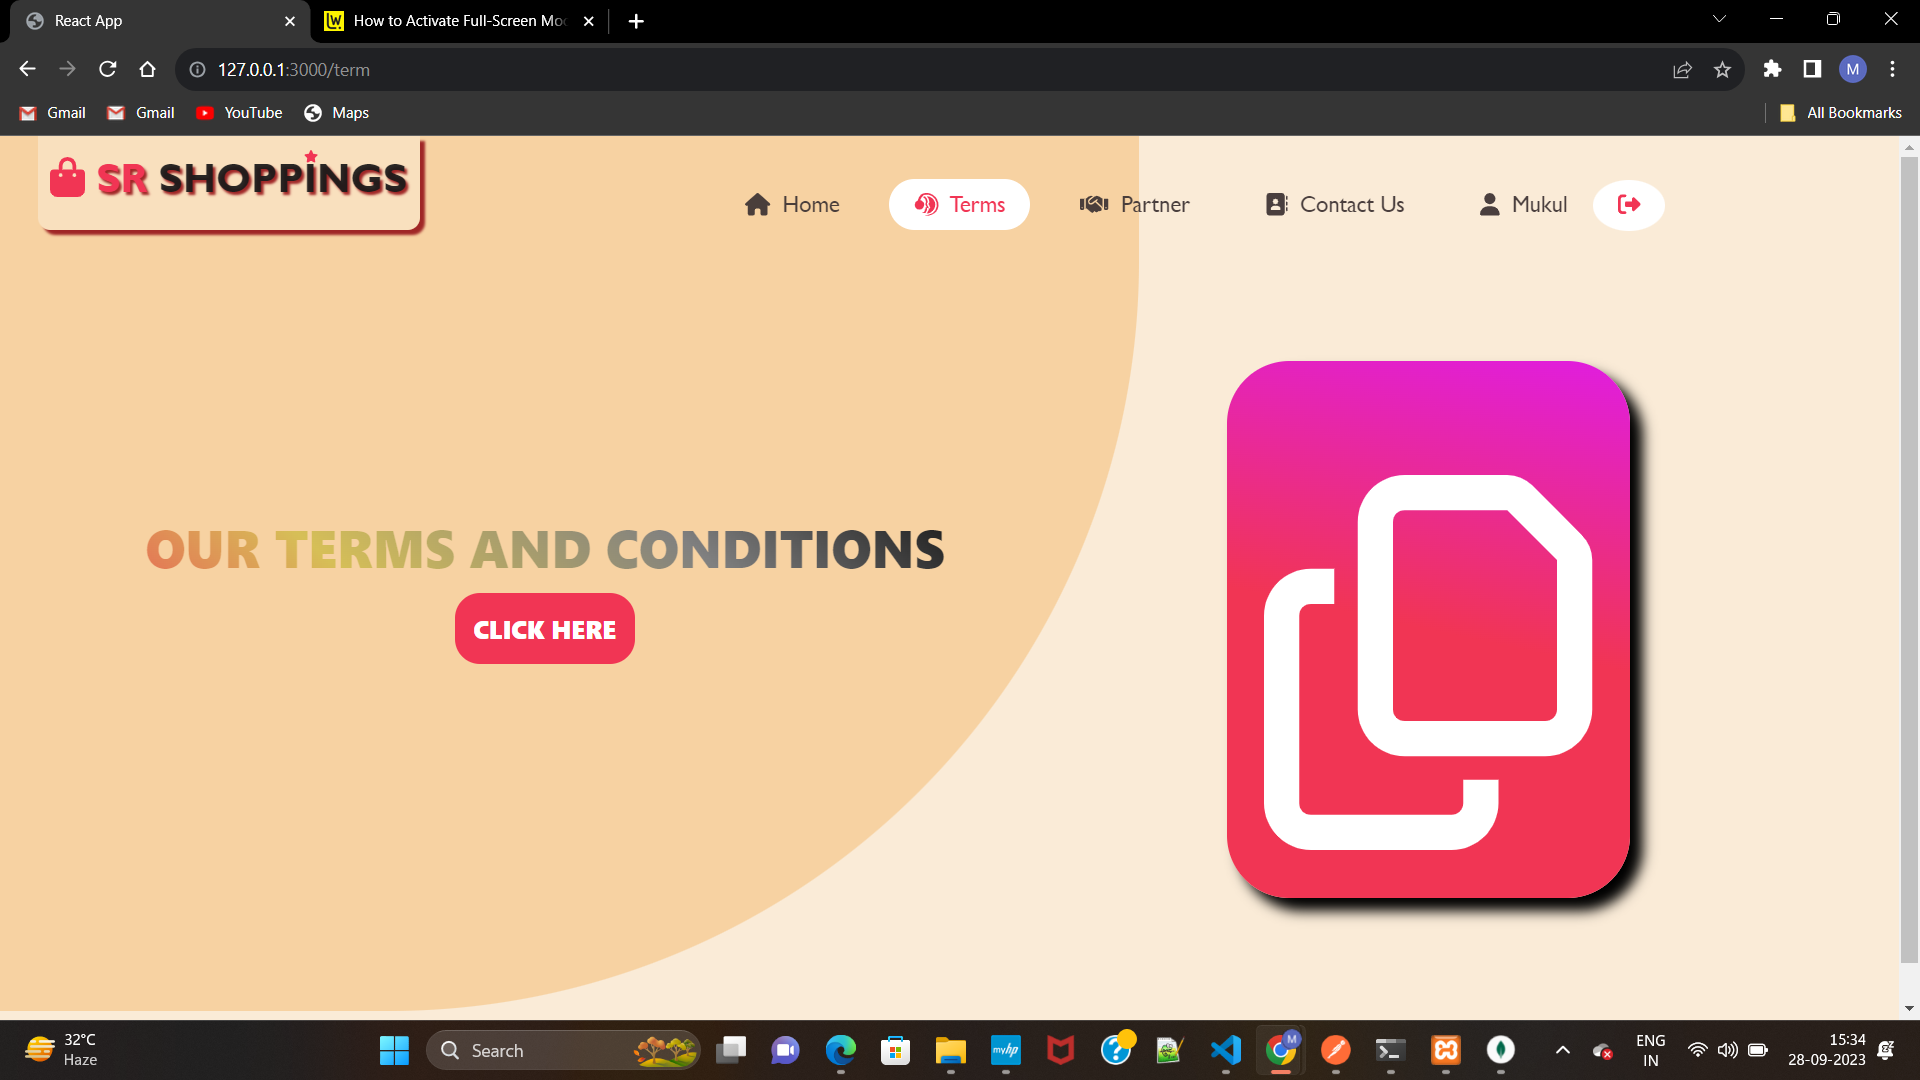 React App
How to Activate Full-Screen Mo
127.0.0.1:3000/term
M
Gmail
Gmail
YouTube
Maps
All Bookmarks
SR SHOPPINGS
Home
Terms
Partner
Contact Us
Mukul
OUR TERMS AND CONDITIONS
CLICK HERE
32°C
Haze
Search
myhp
M
ENG
IN
15:34
28-09-2023